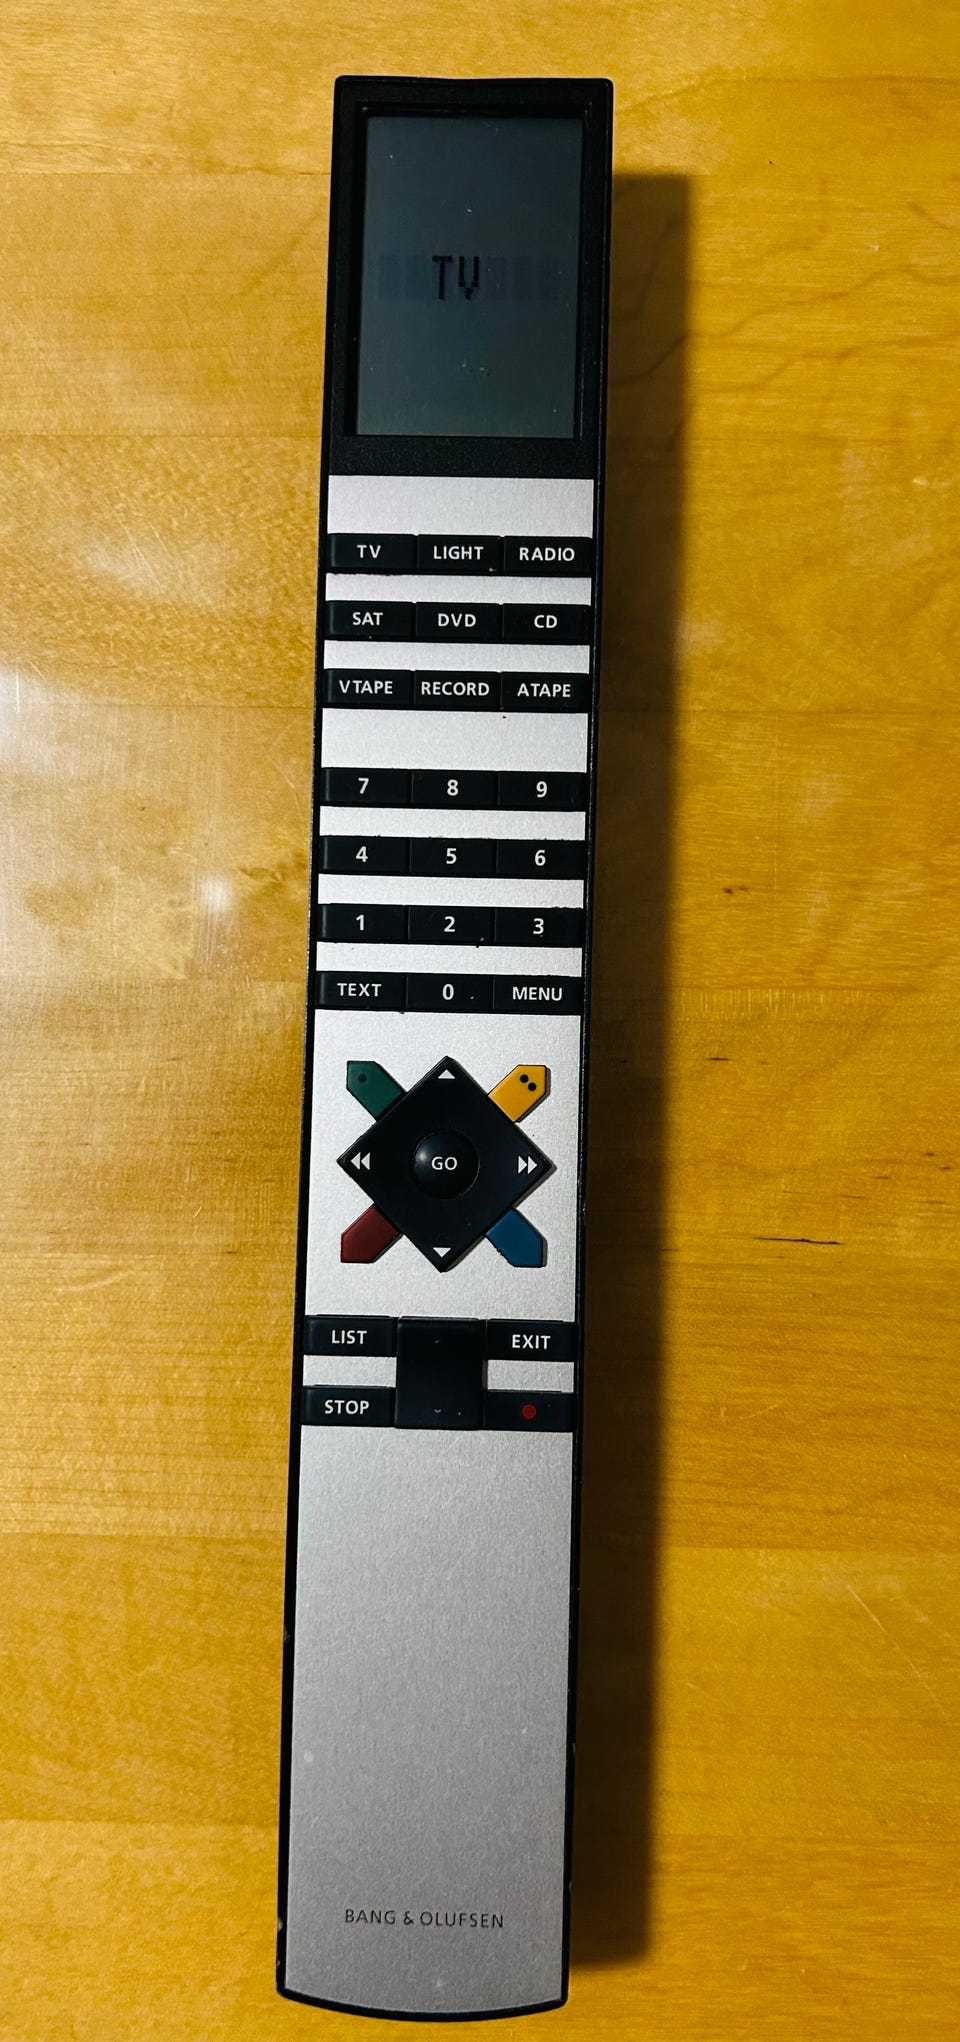 TV
TV LIGHT RADIO
SAT DVD CD
VTAPE RECORD ATAPE
7 8 9
4 5 6
1 2 3
TEXT 0 MENU
GO
LIST EXIT
STOP
BANG & OLUFSEN